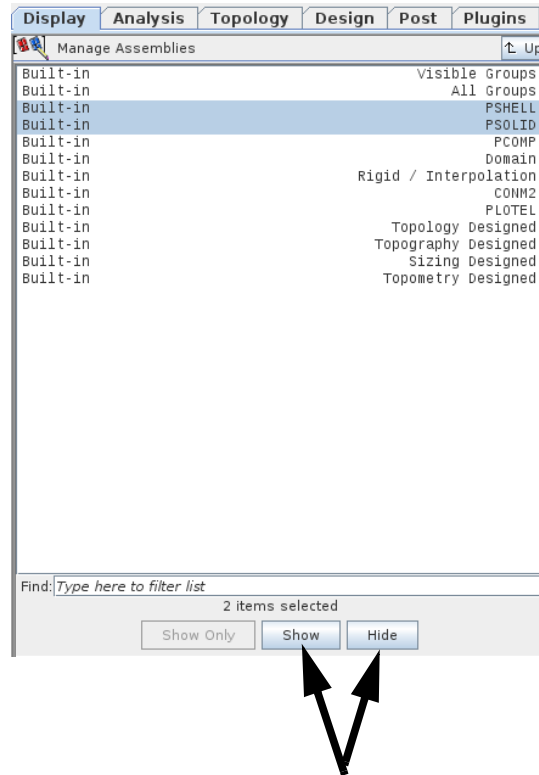 Display Analysis Topology Design Post Plugins
Manage Assemblies Up
Built-in Visible Groups
Built-in All Groups
Built-in PSHELL
Built-in PSOLID
Built-in PCOMP
Built-in Domain
Built-in Rigid / Interpolation
Built-in CONM2
Built-in PLOTEL
Built-in Topology Designed
Built-in Topography Designed
Built-in Sizing Designed
Built-in Topometry Designed
Find: Type here to filter list
2 items selected
Show Only Show Hide